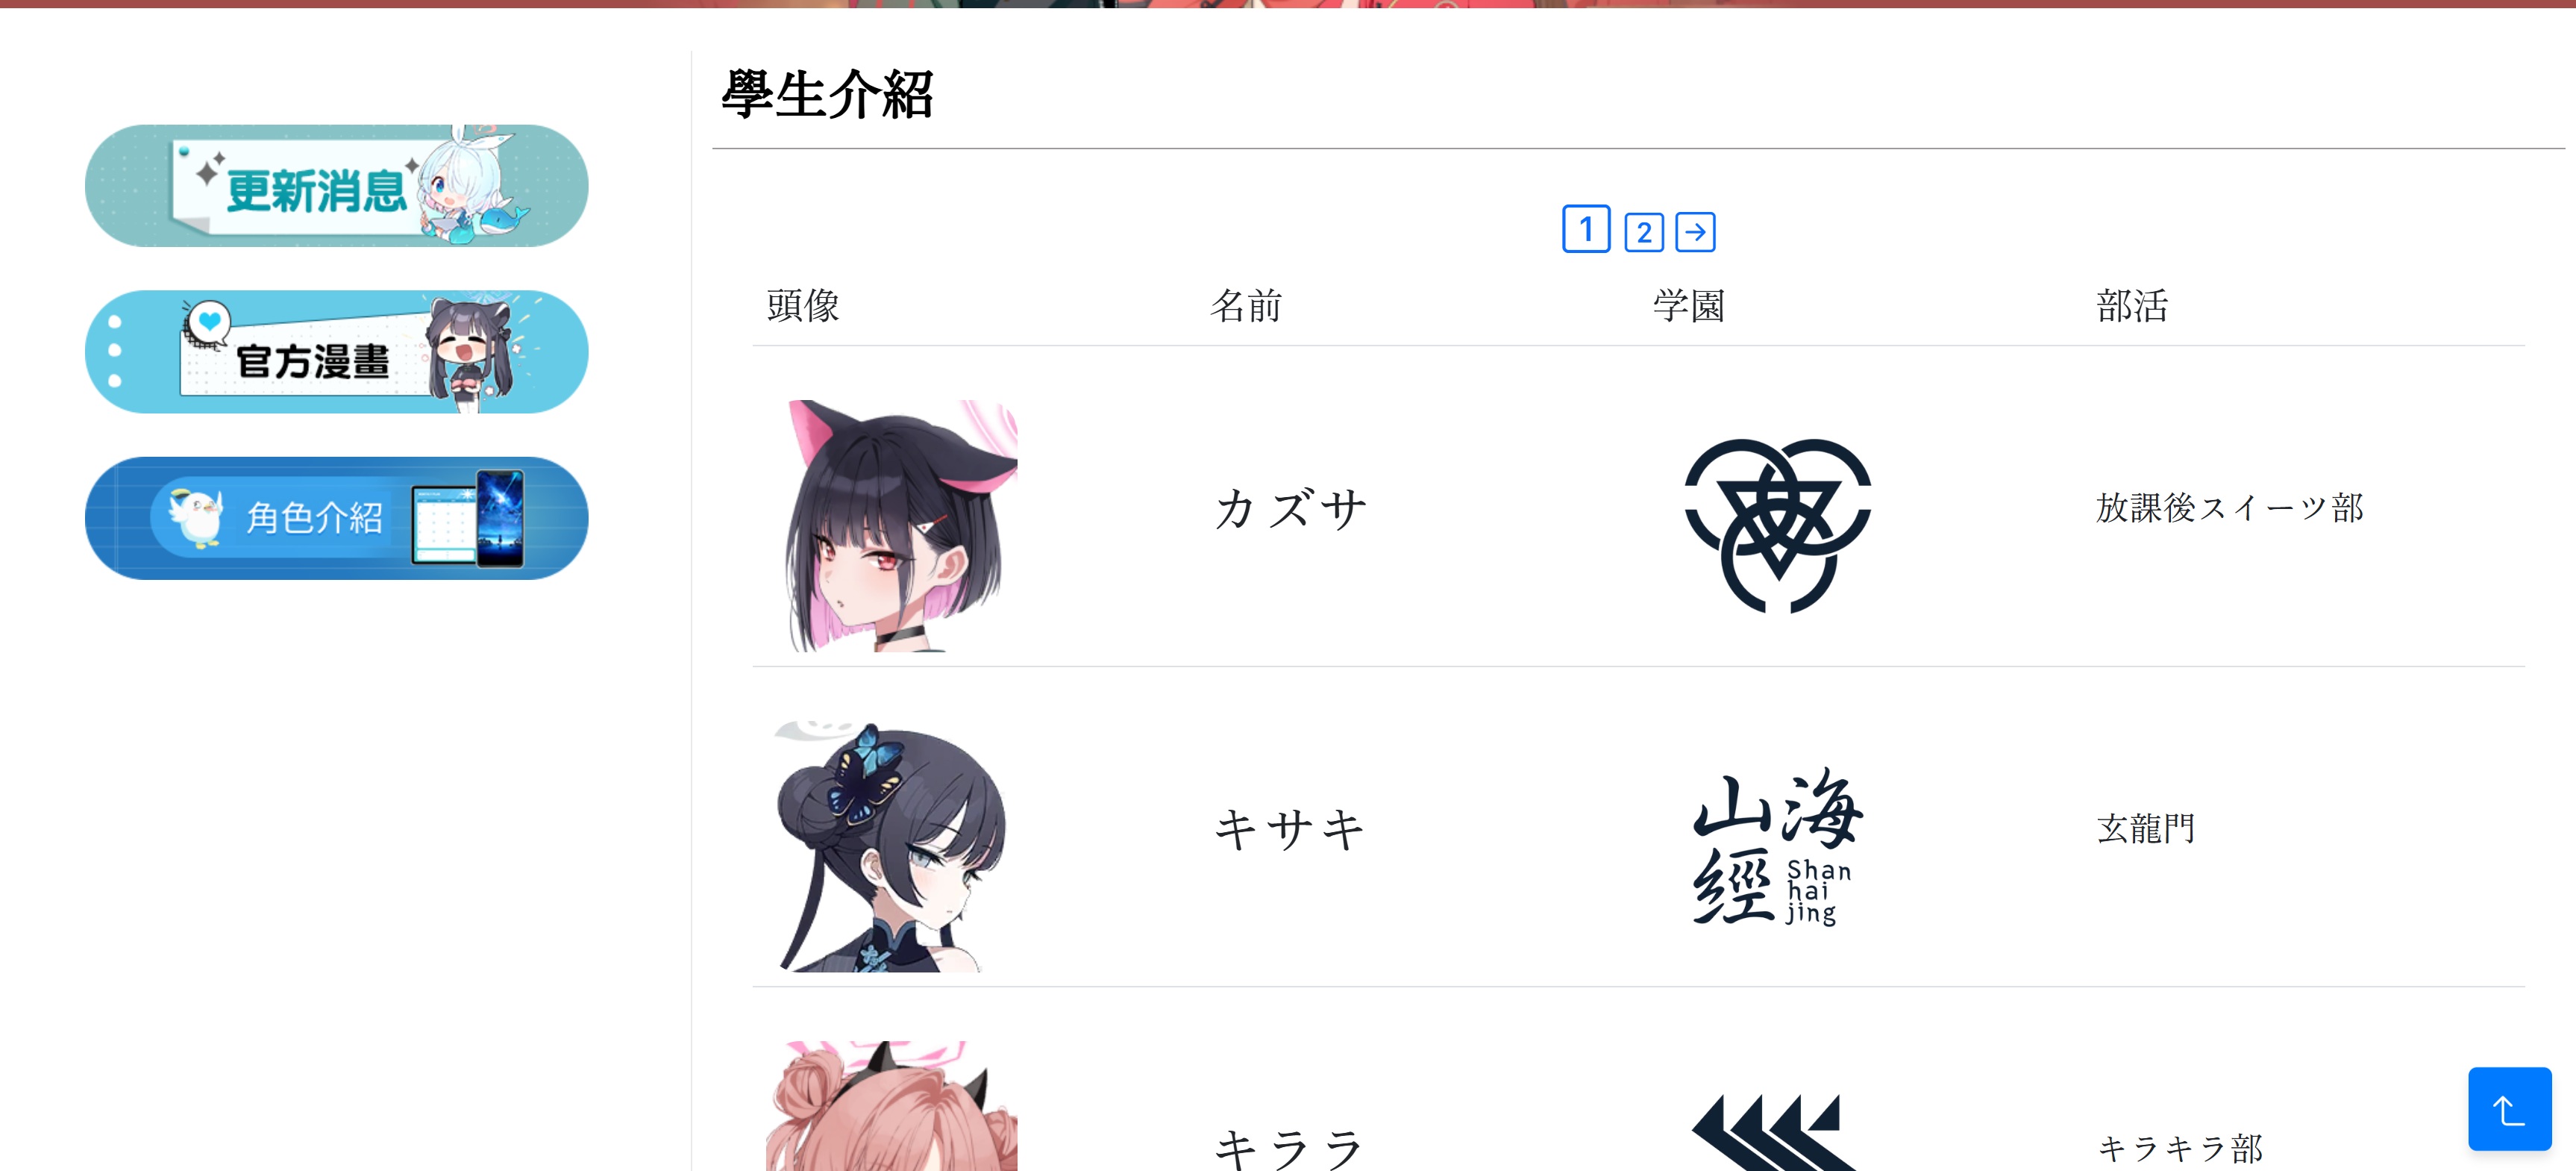 更新消息
官方漫畫
角色介紹
學生介紹
1 2
頭像 名前 学園 部活
カズサ 放課後スイーツ部
キサキ 山海經 Shan hai jing 玄龍門
キララ キラキラ部